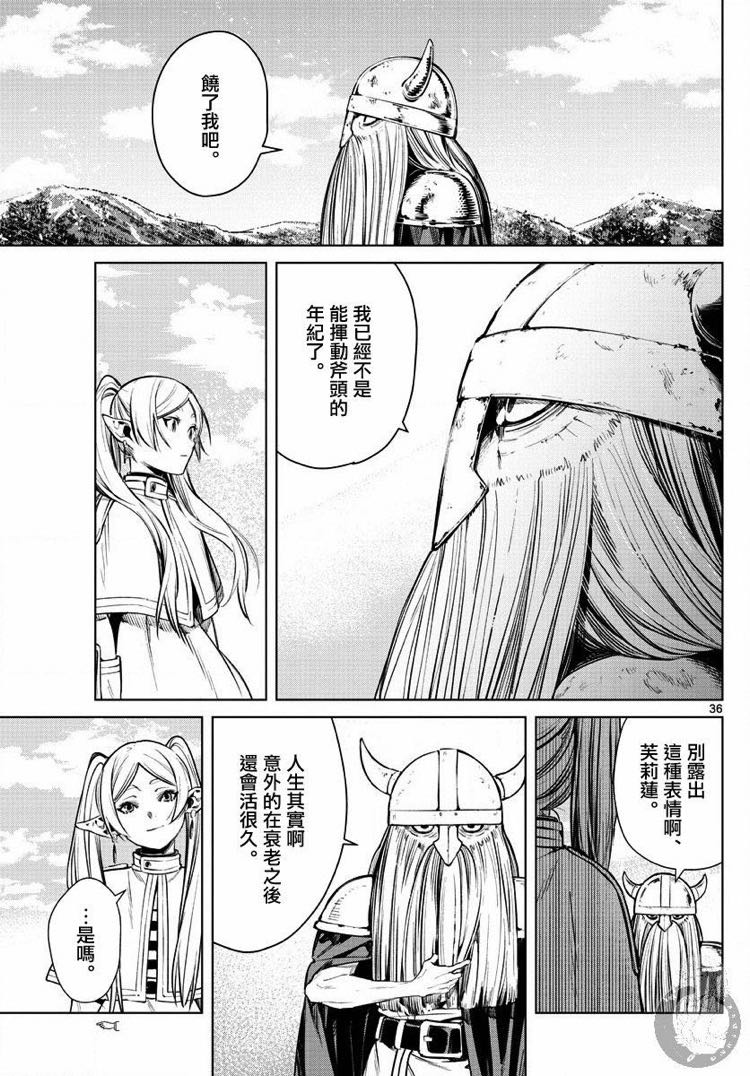 饒了我吧。
我已經不是
能揮動斧頭的
年紀了。
36
別露出
這種表情啊、
芙莉蓮。
人生其實啊
意外的在衰老之後
還會活很久。
…是嗎。